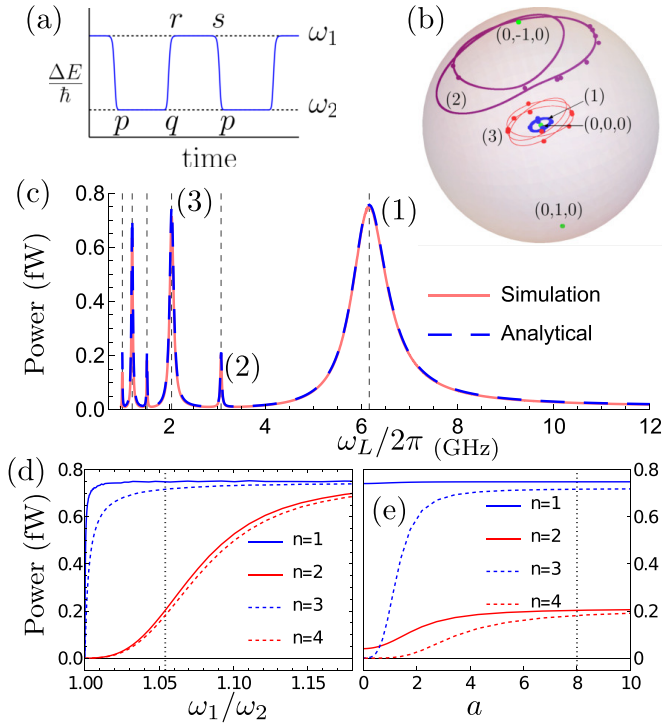 (a)
r s
ω₁
ΔE
ħ
ω₂
p q p
time
(b)
(0,-1,0)
(2)
(1)
(3)
(0,0,0)
(0,1,0)
(c)
0.8
0.6
0.4
0.2
0.0
Power (fW)
(3)
(2)
(1)
Simulation
Analytical
2 4 6 8 10 12
ω_L/2π (GHz)
(d)
0.8
0.6
0.4
0.2
0
Power (fW)
n=1
n=2
n=3
n=4
1.00 1.05 1.10 1.15
ω₁/ω₂
(e)
n=1
n=2
n=3
n=4
0.8
0.6
0.4
0.2
0
0 2 4 6 8 10
a